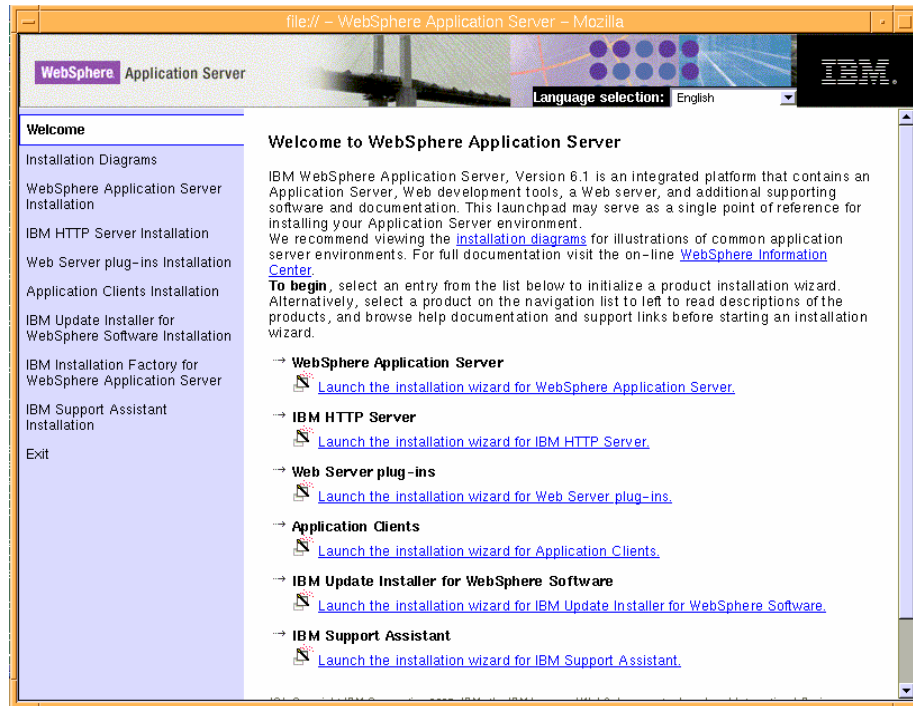 file:// – WebSphere Application Server – Mozilla
WebSphere Application Server
IBM.
Language selection: English
Welcome
Installation Diagrams
WebSphere Application Server
Installation
IBM HTTP Server Installation
Web Server plug-ins Installation
Application Clients Installation
IBM Update Installer for
WebSphere Software Installation
IBM Installation Factory for
WebSphere Application Server
IBM Support Assistant
Installation
Exit
Welcome to WebSphere Application Server
IBM WebSphere Application Server, Version 6.1 is an integrated platform that contains an
Application Server, Web development tools, a Web server, and additional supporting
software and documentation. This launchpad may serve as a single point of reference for
installing your Application Server environment.
We recommend viewing the installation diagrams for illustrations of common application
server environments. For full documentation visit the on-line WebSphere Information
Center.
To begin, select an entry from the list below to initialize a product installation wizard.
Alternatively, select a product on the navigation list to left to read descriptions of the
products, and browse help documentation and support links before starting an installation
wizard.
WebSphere Application Server
Launch the installation wizard for WebSphere Application Server.
IBM HTTP Server
Launch the installation wizard for IBM HTTP Server.
Web Server plug-ins
Launch the installation wizard for Web Server plug-ins.
Application Clients
Launch the installation wizard for Application Clients.
IBM Update Installer for WebSphere Software
Launch the installation wizard for IBM Update Installer for WebSphere Software.
IBM Support Assistant
Launch the installation wizard for IBM Support Assistant.